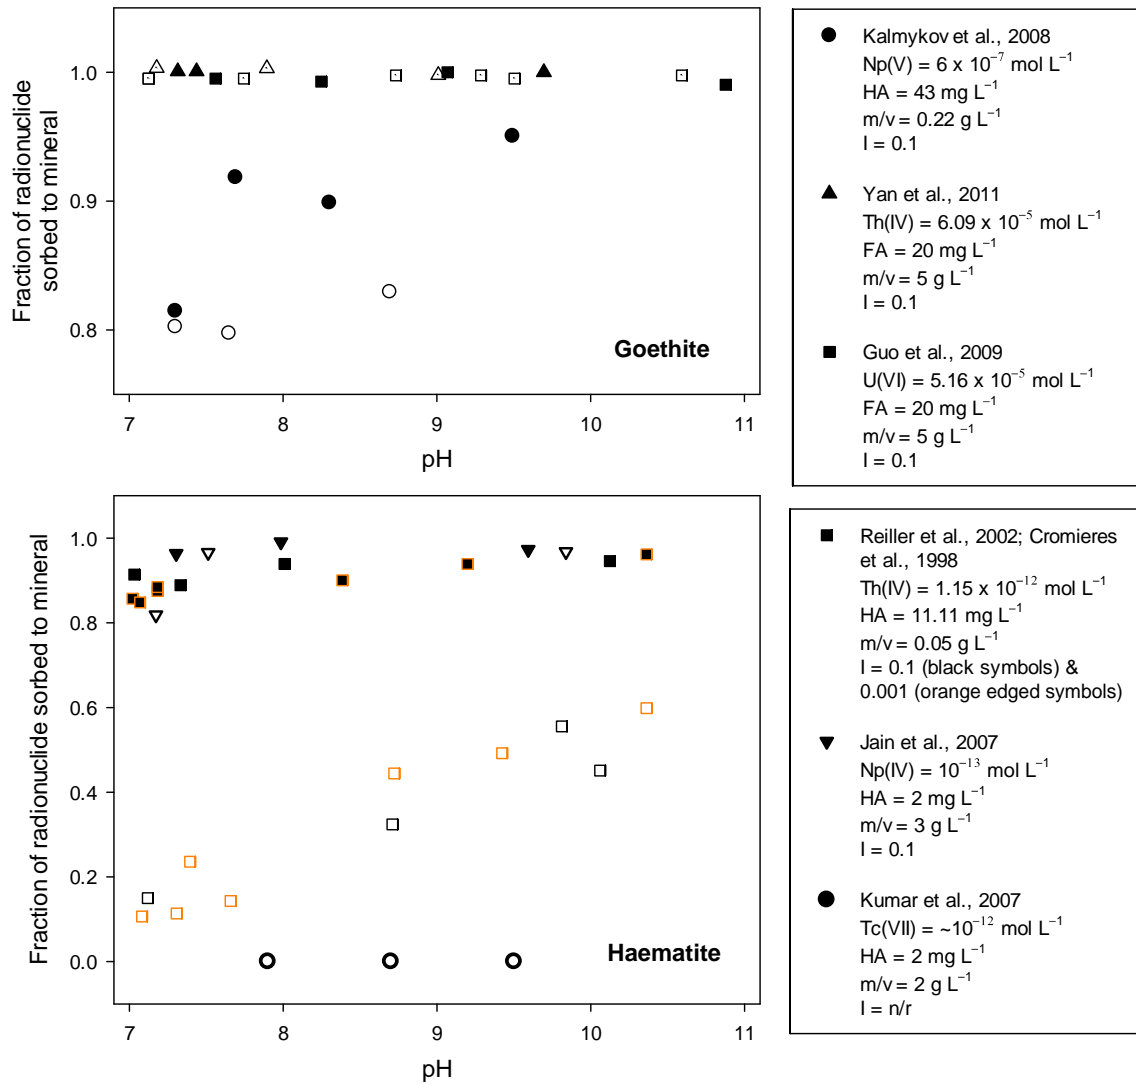 Fraction of radionuclide
sorbed to mineral
1.0
0.9
0.8
Goethite
7
8
9
10
11
pH
Kalmykov et al., 2008
Np(V) = 6 x 10⁻⁷ mol L⁻¹
HA = 43 mg L⁻¹
m/v = 0.22 g L⁻¹
I = 0.1
Yan et al., 2011
Th(IV) = 6.09 x 10⁻⁵ mol L⁻¹
FA = 20 mg L⁻¹
m/v = 5 g L⁻¹
I = 0.1
Guo et al., 2009
U(VI) = 5.16 x 10⁻⁵ mol L⁻¹
FA = 20 mg L⁻¹
m/v = 5 g L⁻¹
I = 0.1
Fraction of radionuclide sorbed to mineral
1.0
0.8
0.6
0.4
0.2
0.0
Haematite
7
8
9
10
11
pH
Reiller et al., 2002; Cromieres
et al., 1998
Th(IV) = 1.15 x 10⁻¹² mol L⁻¹
HA = 11.11 mg L⁻¹
m/v = 0.05 g L⁻¹
I = 0.1 (black symbols) &
0.001 (orange edged symbols)
Jain et al., 2007
Np(IV) = 10⁻¹³ mol L⁻¹
HA = 2 mg L⁻¹
m/v = 3 g L⁻¹
I = 0.1
Kumar et al., 2007
Tc(VII) = ~10⁻¹² mol L⁻¹
HA = 2 mg L⁻¹
m/v = 2 g L⁻¹
I = n/r